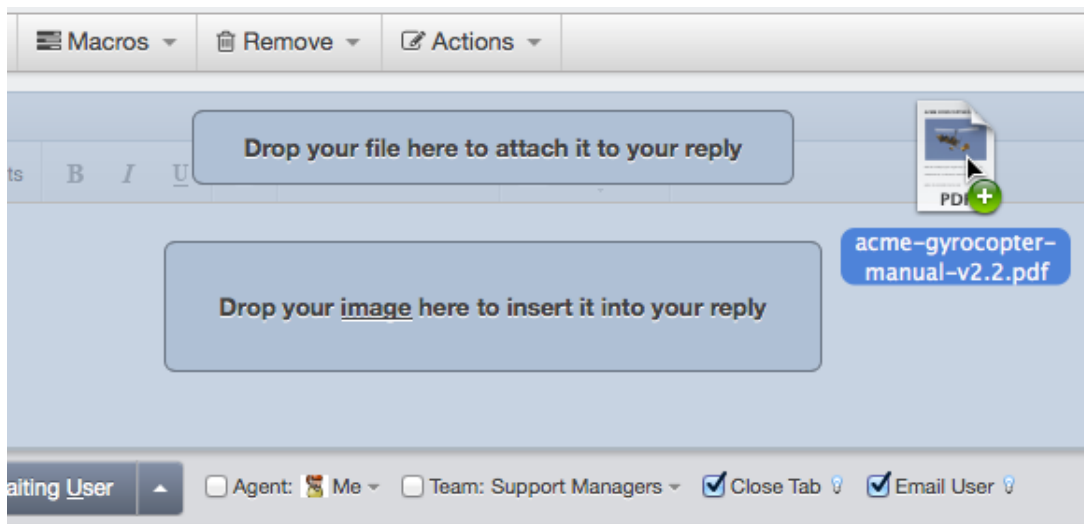 Macros Remove Actions
Drop your file here to attach it to your reply
ts B I U
PDF
acme-gyrocopter-
manual-v2.2.pdf
Drop your image here to insert it into your reply
aiting User Agent: Me Team: Support Managers Close Tab Email User